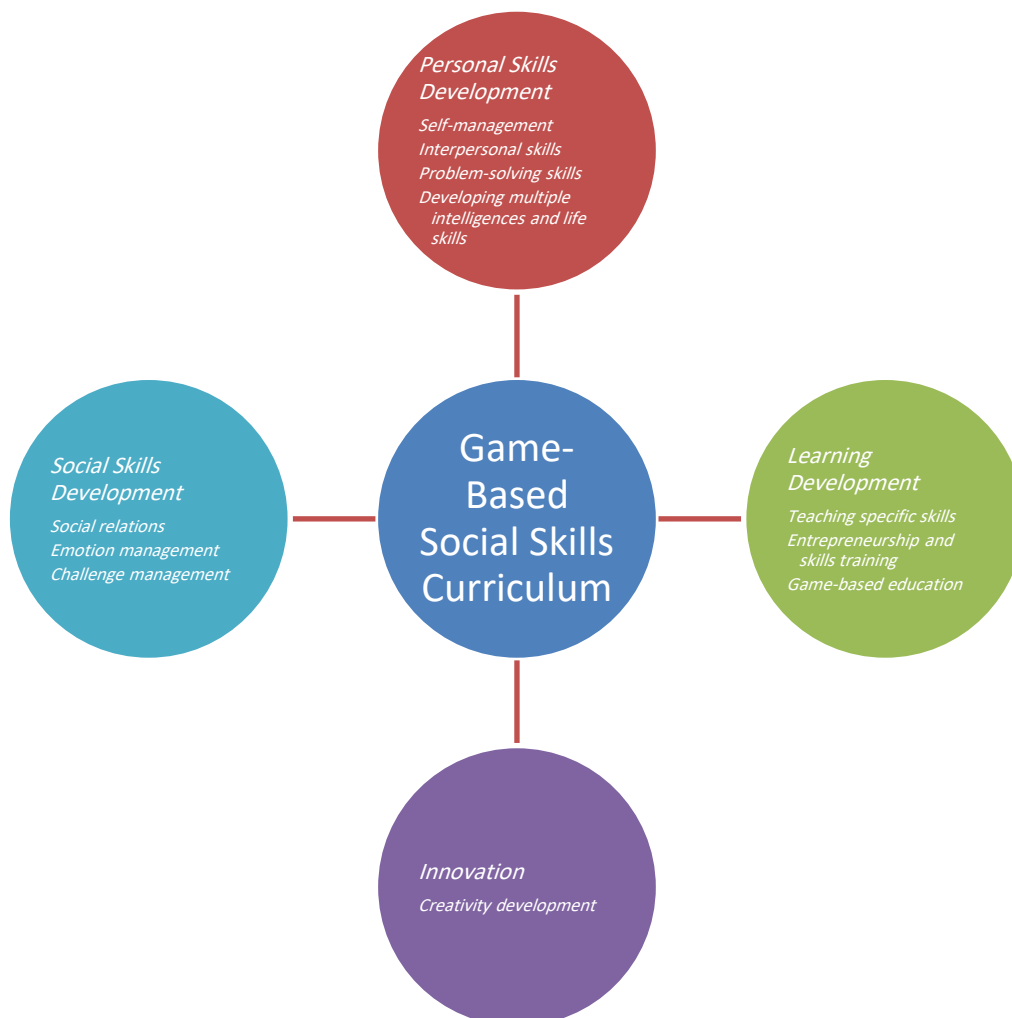 Personal Skills
Development
Self-management
Interpersonal skills
Problem-solving skills
Developing multiple
intelligences and life
skills
Social Skills
Development
Social relations
Emotion management
Challenge management
Game-
Based
Social Skills
Curriculum
Learning
Development
Teaching specific skills
Entrepreneurship and
skills training
Game-based education
Innovation
Creativity development